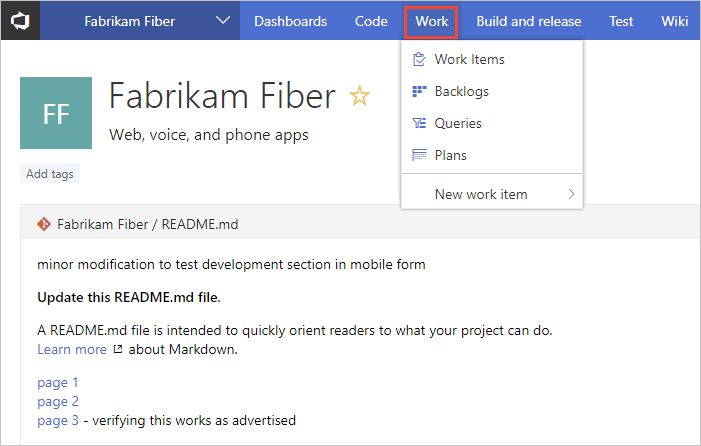 Fabrikam Fiber Dashboards Code Work Build and release Test Wiki
Work Items
Backlogs
Queries
Plans
New work item
FF
Fabrikam Fiber
Web, voice, and phone apps
Add tags
Fabrikam Fiber / README.md
minor modification to test development section in mobile form
Update this README.md file.
A README.md file is intended to quickly orient readers to what your project can do.
Learn more about Markdown.
page 1
page 2
page 3 - verifying this works as advertised